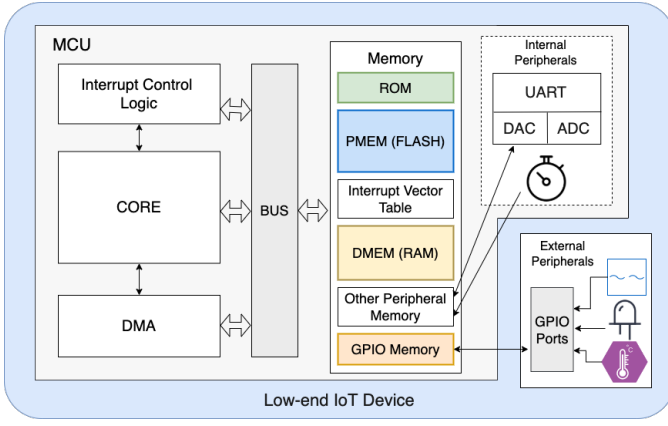 MCU
Interrupt Control
Logic
CORE
DMA
BUS
Memory
ROM
PMEM (FLASH)
Interrupt Vector
Table
DMEM (RAM)
Other Peripheral
Memory
GPIO Memory
Internal
Peripherals
UART
DAC
ADC
External
Peripherals
GPIO
Ports
°C
Low-end IoT Device